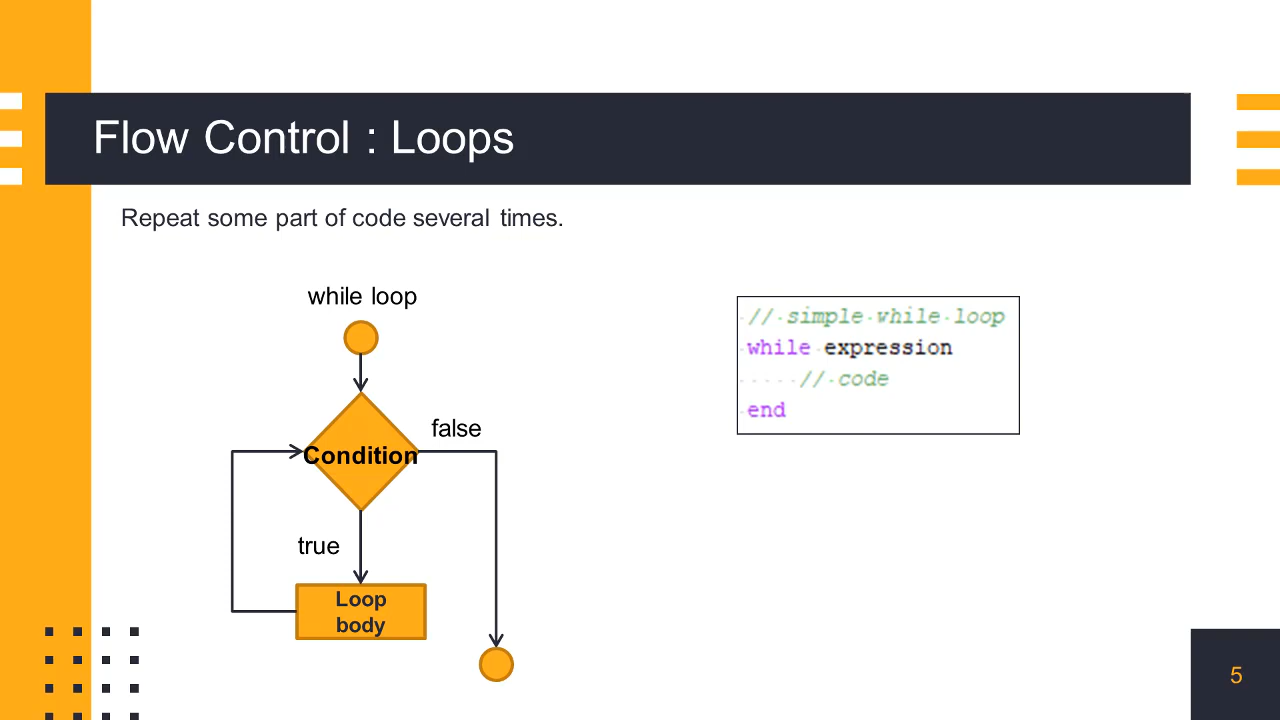 Flow Control : Loops
Repeat some part of code several times.
while loop
Condition
false
true
Loop
body
// simple while loop
while expression
// code
end
5